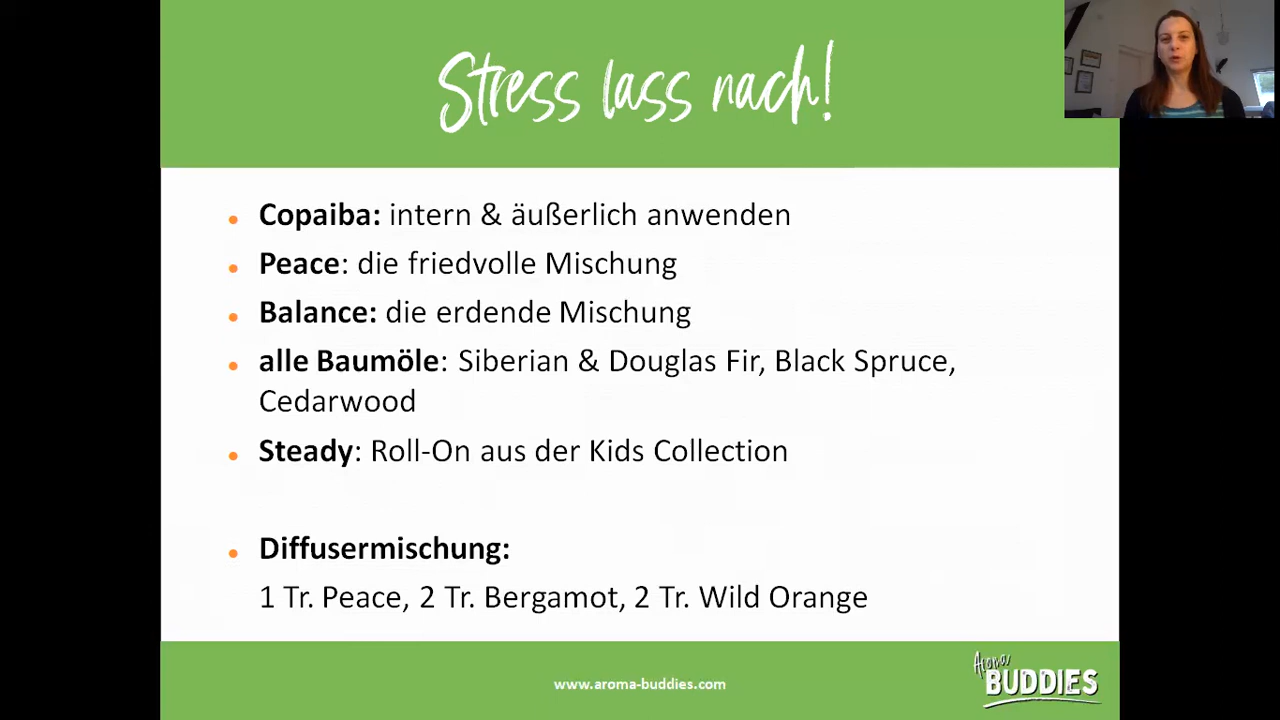 Stress lass nach!
Copaiba: intern & äußerlich anwenden
Peace: die friedvolle Mischung
Balance: die erdende Mischung
alle Baumöle: Siberian & Douglas Fir, Black Spruce,
Cedarwood
Steady: Roll-On aus der Kids Collection
Diffusermischung:
1 Tr. Peace, 2 Tr. Bergamot, 2 Tr. Wild Orange
www.aroma-buddies.com
Aroma
BUDDIES